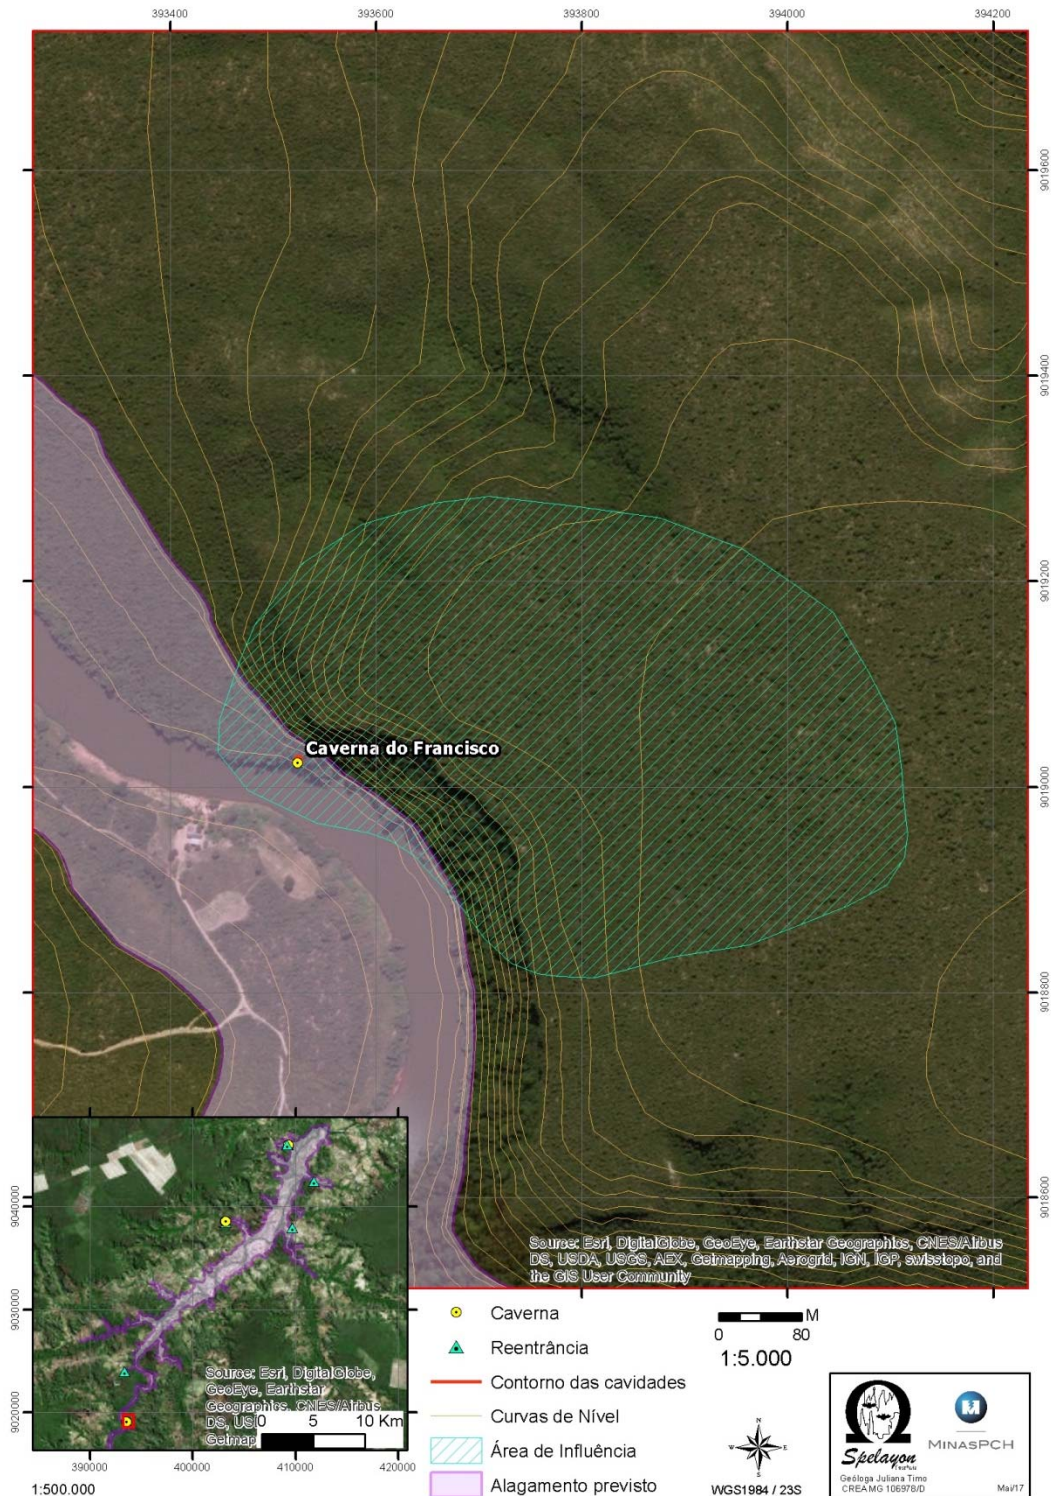 393400 393600 393800 394000 394200
9019600
9019400
9019200
9019000
9018800
9018600
Caverna do Francisco
Source: Esri, DigitalGlobe, GeoEye, Earthstar Geographics, CNES/Airbus
DS, USDA, USGS, AEX, Getmapping, Aerogrid, IGN, IGP, swisstopo, and
the GIS User Community
9040000
9030000
9020000
Source: Esri, DigitalGlobe,
GeoEye, Earthstar
Geographics, CNES/Airbus
DS, USD
Getmap
0 5 10 Km
390000 400000 410000 420000
1:500.000
Caverna
Reentrância
Contorno das cavidades
Curvas de Nível
Área de Influência
Alagamento previsto
M
0 80
1:5.000
N
W E
S
WGS1984 / 23S
Spelayon
Geóloga Juliana Timo
CREAMG 106978/D
M
MINASPCH
Mai/17